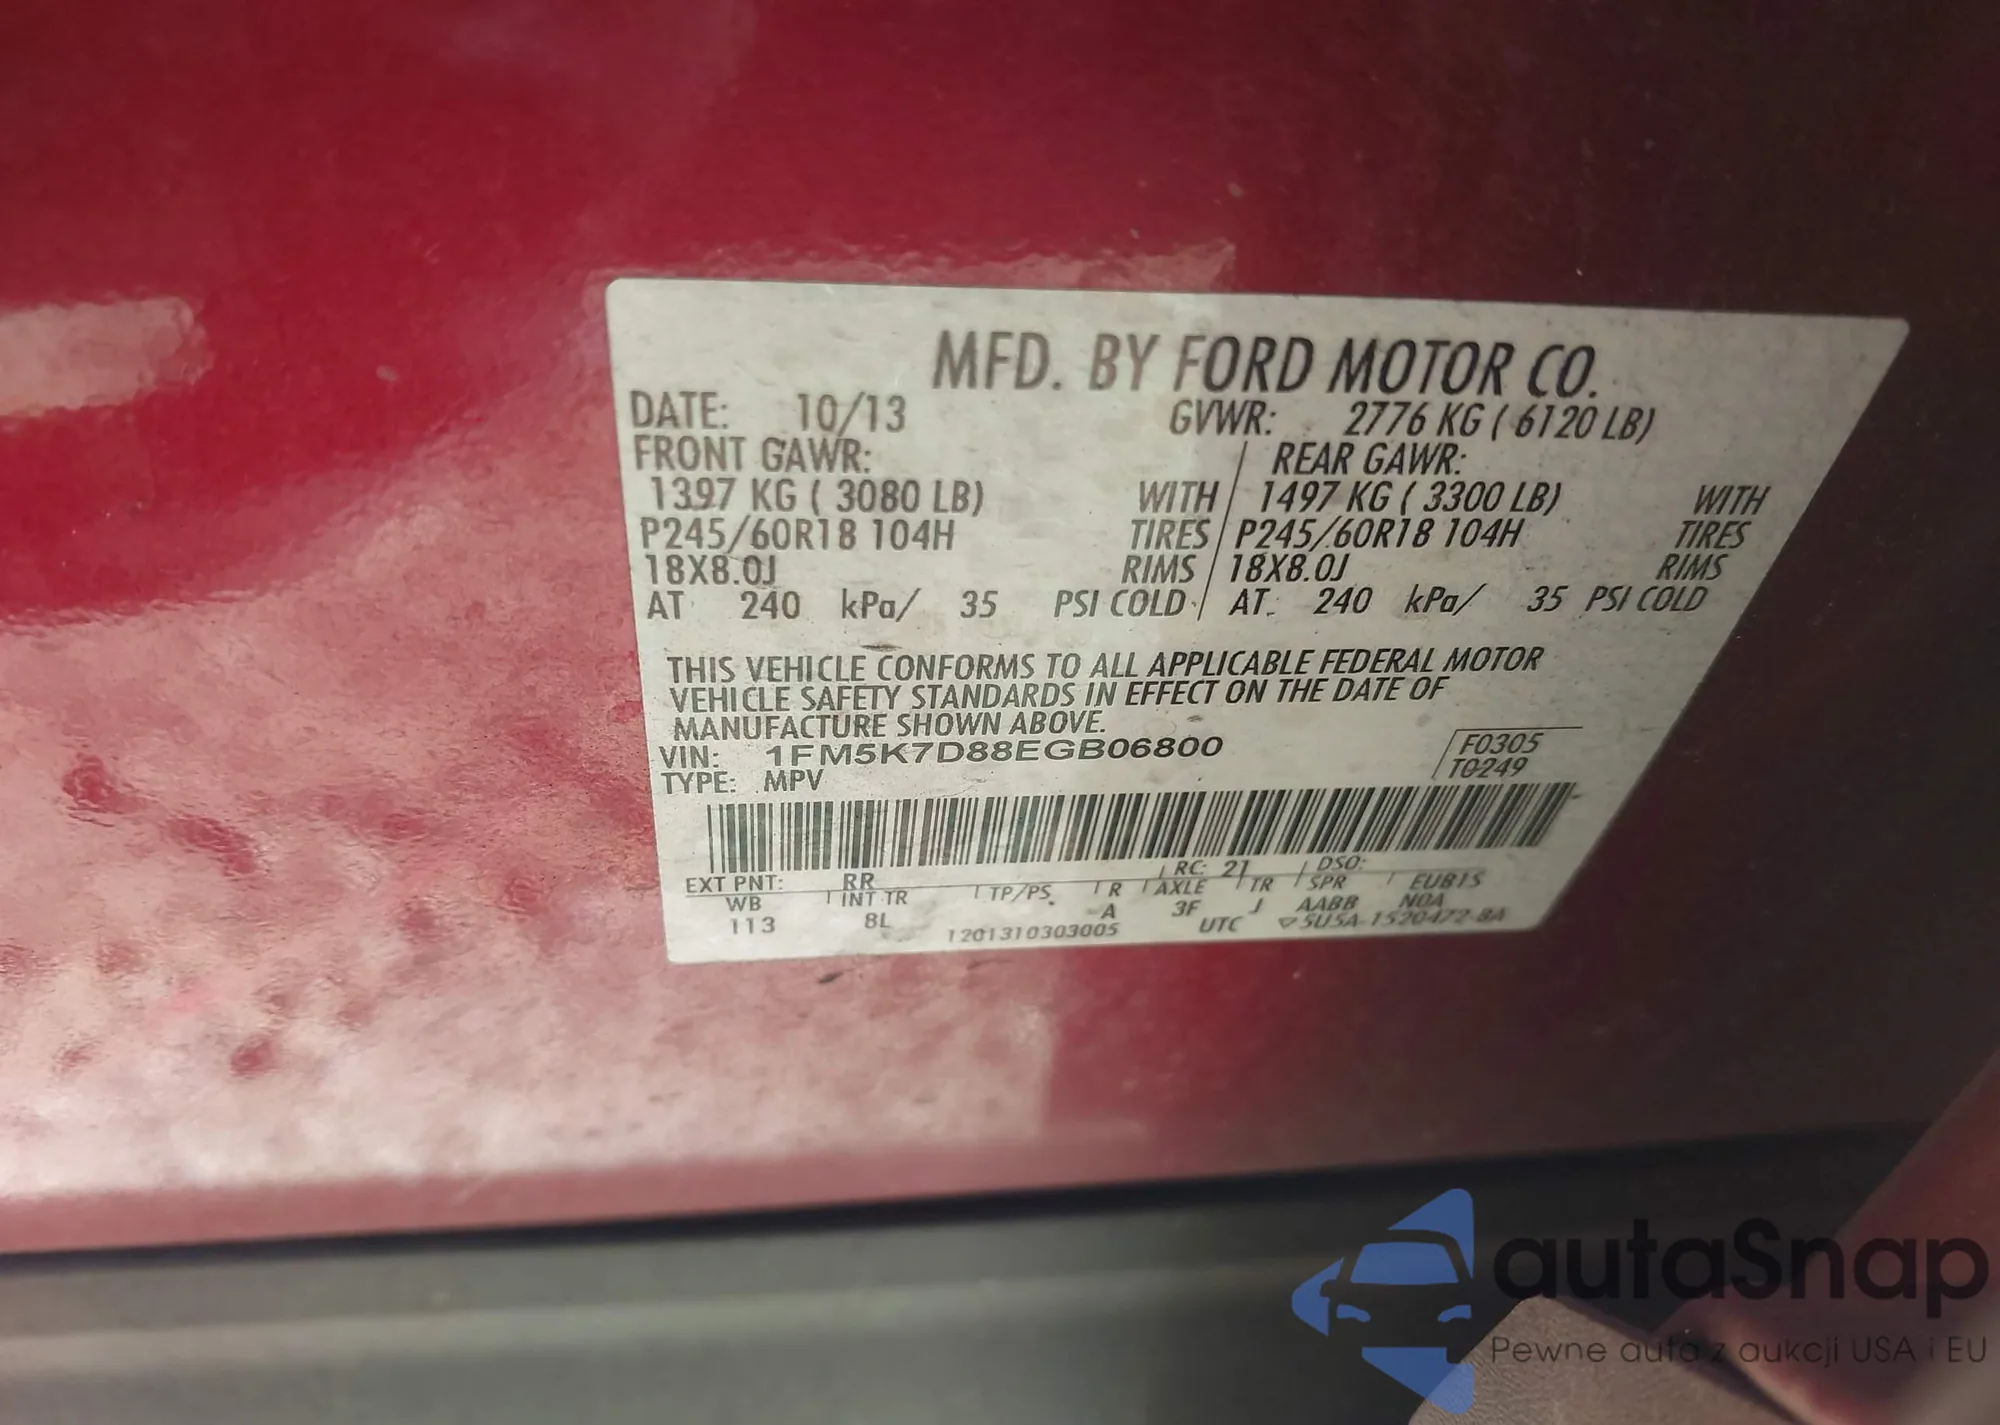 MFD. BY FORD MOTOR CO.
DATE: 10/13 GVWR: 2776 KG ( 6120 LB)
FRONT GAWR: / REAR GAWR:
1397 KG ( 3080 LB) WITH / 1497 KG ( 3300 LB) WITH
P245/60R18 104H TIRES / P245/60R18 104H TIRES
18X8.0J RIMS / 18X8.0J RIMS
AT 240 kPa/ 35 PSI COLD / AT: 240 kPa/ 35 PSI COLD
THIS VEHICLE CONFORMS TO ALL APPLICABLE FEDERAL MOTOR
VEHICLE SAFETY STANDARDS IN EFFECT ON THE DATE OF
MANUFACTURE SHOWN ABOVE.
VIN: 1FM5K7D88EGB06800
TYPE: MPV
F0305
T0249
EXT PNT: RR RC: 21 DSO:
WB INT TR TP/PS R AXLE TR SPR EUB1S
113 8L A 3F J AABB N0A
1201310303005 UTC 5U5A-1520472-BA
autaSnap
Pewne auta z aukcji USA i EU